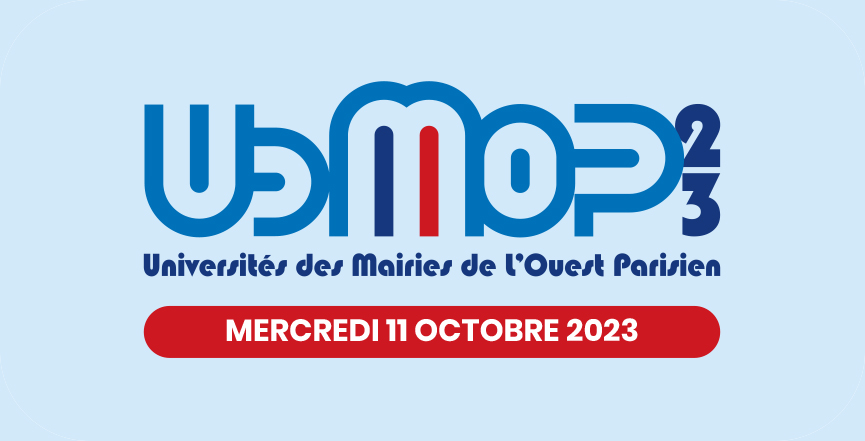 UDMOP 23
Universités des Mairies de L'Ouest Parisien
MERCREDI 11 OCTOBRE 2023